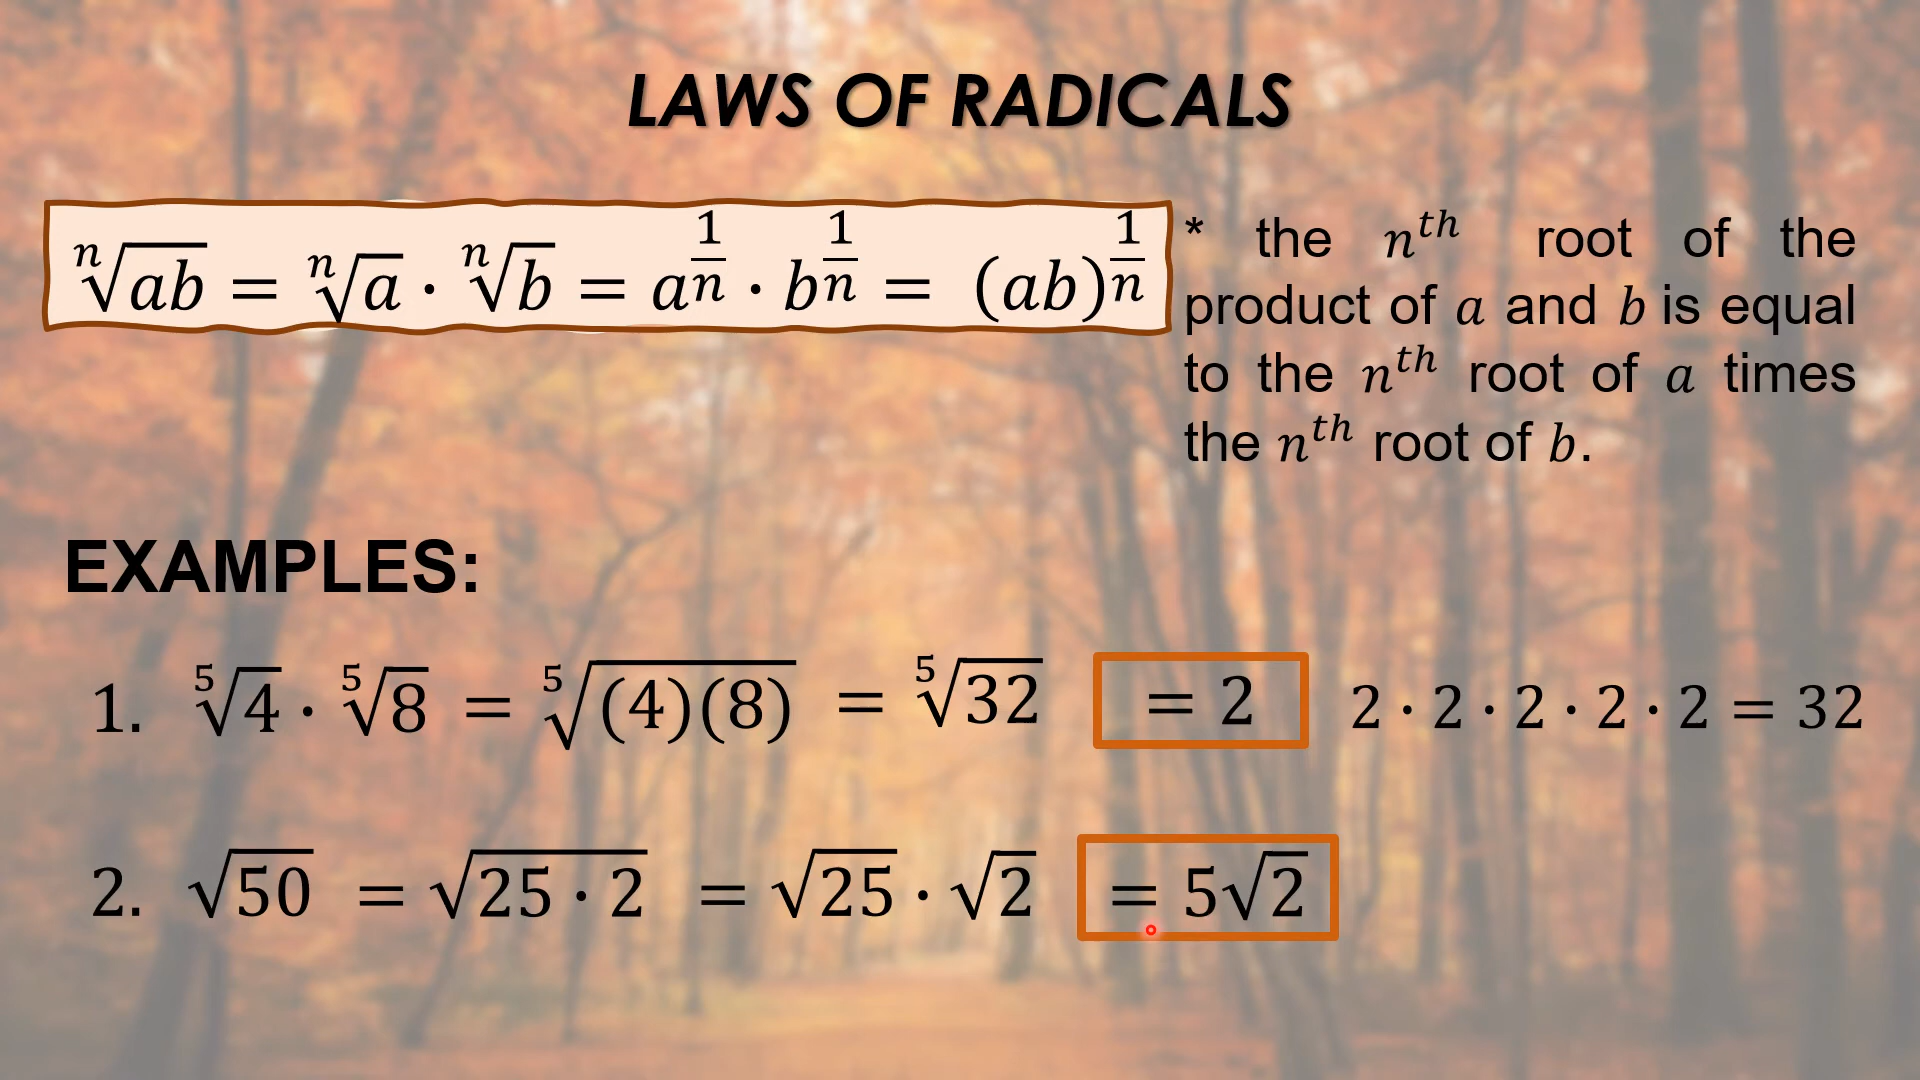 LAWS OF RADICALS
ⁿ√(ab) = ⁿ√a · ⁿ√b = a^(1/n) · b^(1/n) = (ab)^(1/n)
* the nᵗʰ root of the
product of a and b is equal
to the nᵗʰ root of a times
the nᵗʰ root of b.
EXAMPLES:
1. ⁵√4 · ⁵√8 = ⁵√((4)(8)) = ⁵√32 = 2 2 · 2 · 2 · 2 · 2 = 32
2. √50 = √(25 · 2) = √25 · √2 = 5√2